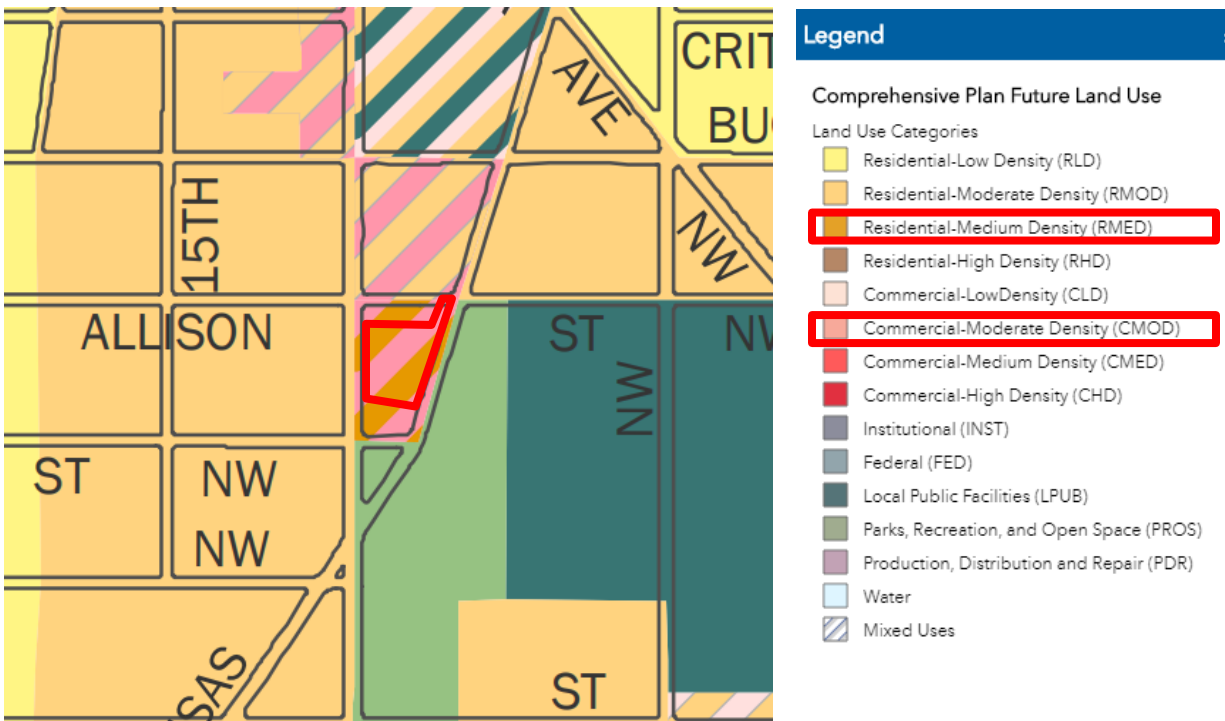 CRIT
AVE
BU
15TH
NW
ALLISON
ST
NW
NW
ST
NW
NW
SAS
ST
Legend
Comprehensive Plan Future Land Use
Land Use Categories
Residential-Low Density (RLD)
Residential-Moderate Density (RMOD)
Residential-Medium Density (RMED)
Residential-High Density (RHD)
Commercial-LowDensity (CLD)
Commercial-Moderate Density (CMOD)
Commercial-Medium Density (CMED)
Commercial-High Density (CHD)
Institutional (INST)
Federal (FED)
Local Public Facilities (LPUB)
Parks, Recreation, and Open Space (PROS)
Production, Distribution and Repair (PDR)
Water
Mixed Uses